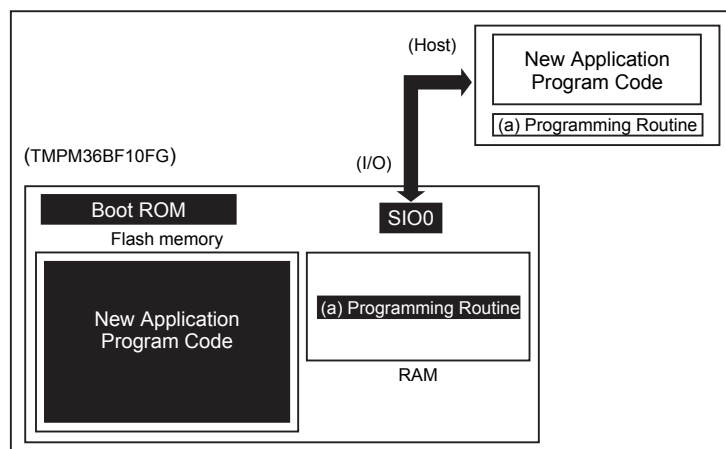 (Host)
New Application
Program Code
(a) Programming Routine
(TMPM36BF10FG)
(I/O)
Boot ROM
SIO0
Flash memory
New Application
Program Code
(a) Programming Routine
RAM